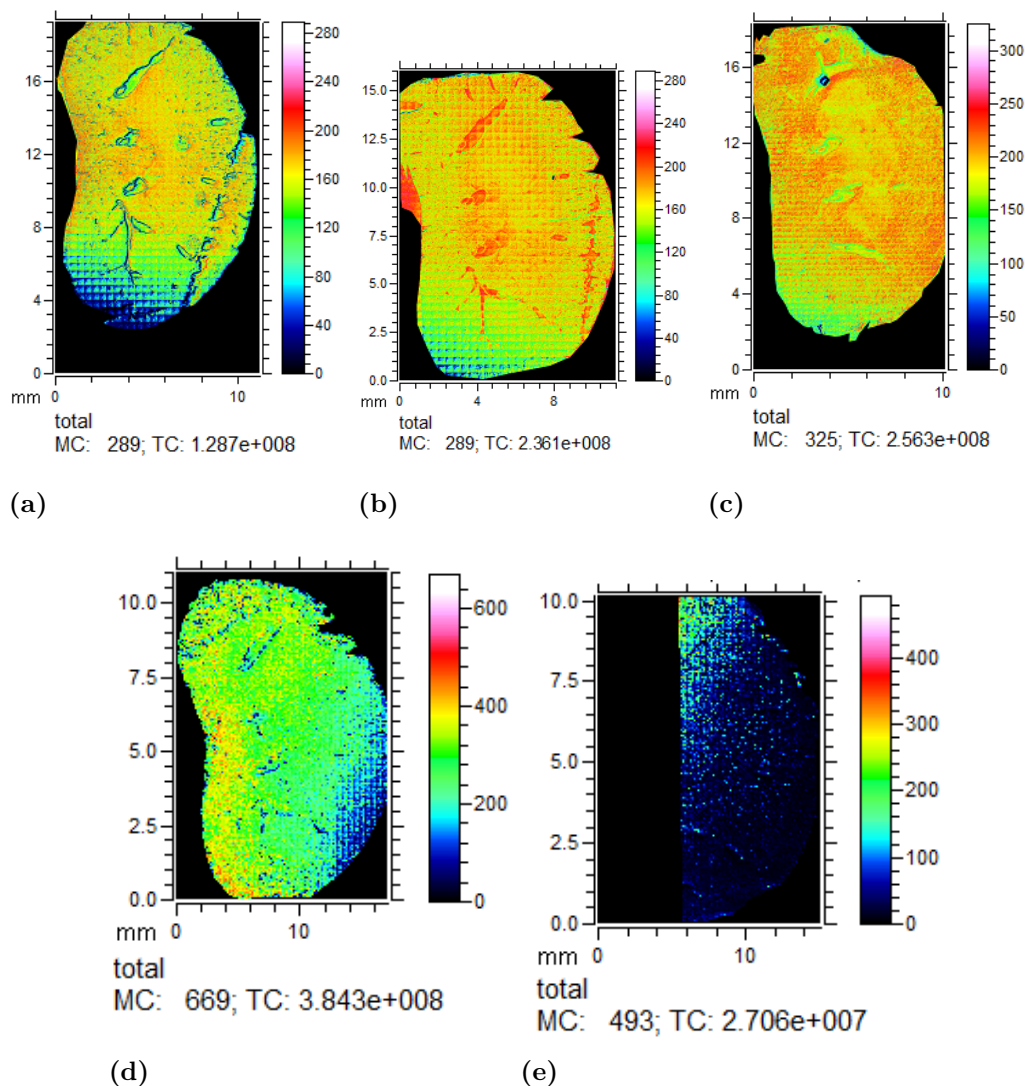 280
240
200
160
120
80
40
0
16
12
8
4
0
mm 0 10
total
MC: 289; TC: 1.287e+008
(a)
280
240
200
160
120
80
40
0
15.0
12.5
10.0
7.5
5.0
2.5
0.0
mm 0 4 8
total
MC: 289; TC: 2.361e+008
(b)
300
250
200
150
100
50
0
16
12
8
4
0
mm 0 10
total
MC: 325; TC: 2.563e+008
(c)
600
400
200
0
10.0
7.5
5.0
2.5
0.0
mm 0 10
total
MC: 669; TC: 3.843e+008
(d)
400
300
200
100
0
10.0
7.5
5.0
2.5
0.0
mm 0 10
total
MC: 493; TC: 2.706e+007
(e)